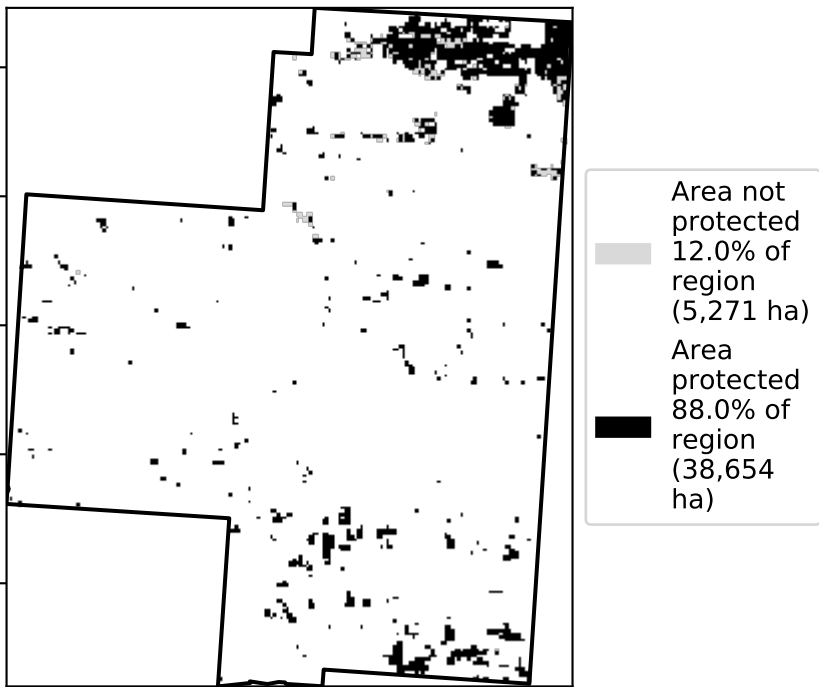 Area not
protected
12.0% of
region
(5,271 ha)
Area
protected
88.0% of
region
(38,654
ha)